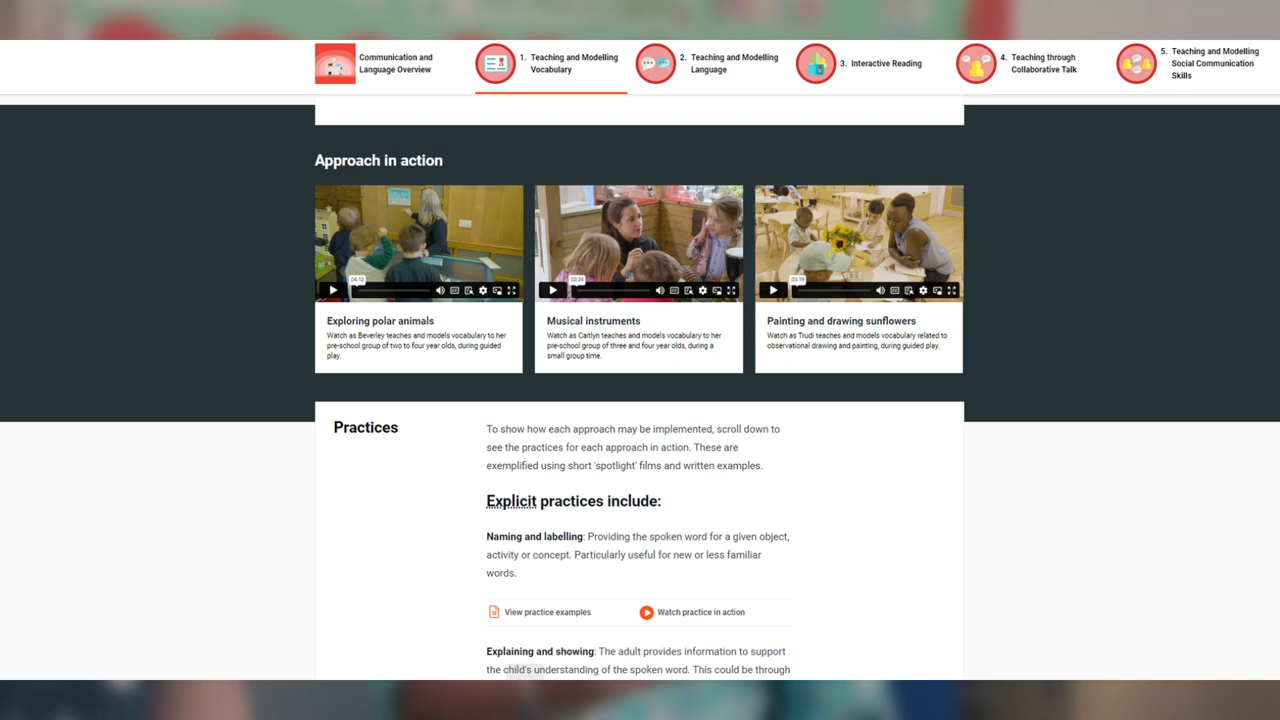 Communication and
Language Overview
1. Teaching and Modelling
Vocabulary
2. Teaching and Modelling
Language
3. Interactive Reading
4. Teaching through
Collaborative Talk
5. Teaching and Modelling
Social Communication
Skills
Approach in action
04:12
02:24
03:19
Exploring polar animals
Watch as Beverley teaches and models vocabulary to her
pre-school group of two to four year olds, during guided
play.
Musical instruments
Watch as Caitlyn teaches and models vocabulary to her
pre-school group of three and four year olds, during a
small group time.
Painting and drawing sunflowers
Watch as Trudi teaches and models vocabulary related to
observational drawing and painting, during guided play.
Practices
To show how each approach may be implemented, scroll down to
see the practices for each approach in action. These are
exemplified using short 'spotlight' films and written examples.
Explicit practices include:
Naming and labelling: Providing the spoken word for a given object,
activity or concept. Particularly useful for new or less familiar
words.
View practice examples
Watch practice in action
Explaining and showing: The adult provides information to support
the child's understanding of the spoken word. This could be through